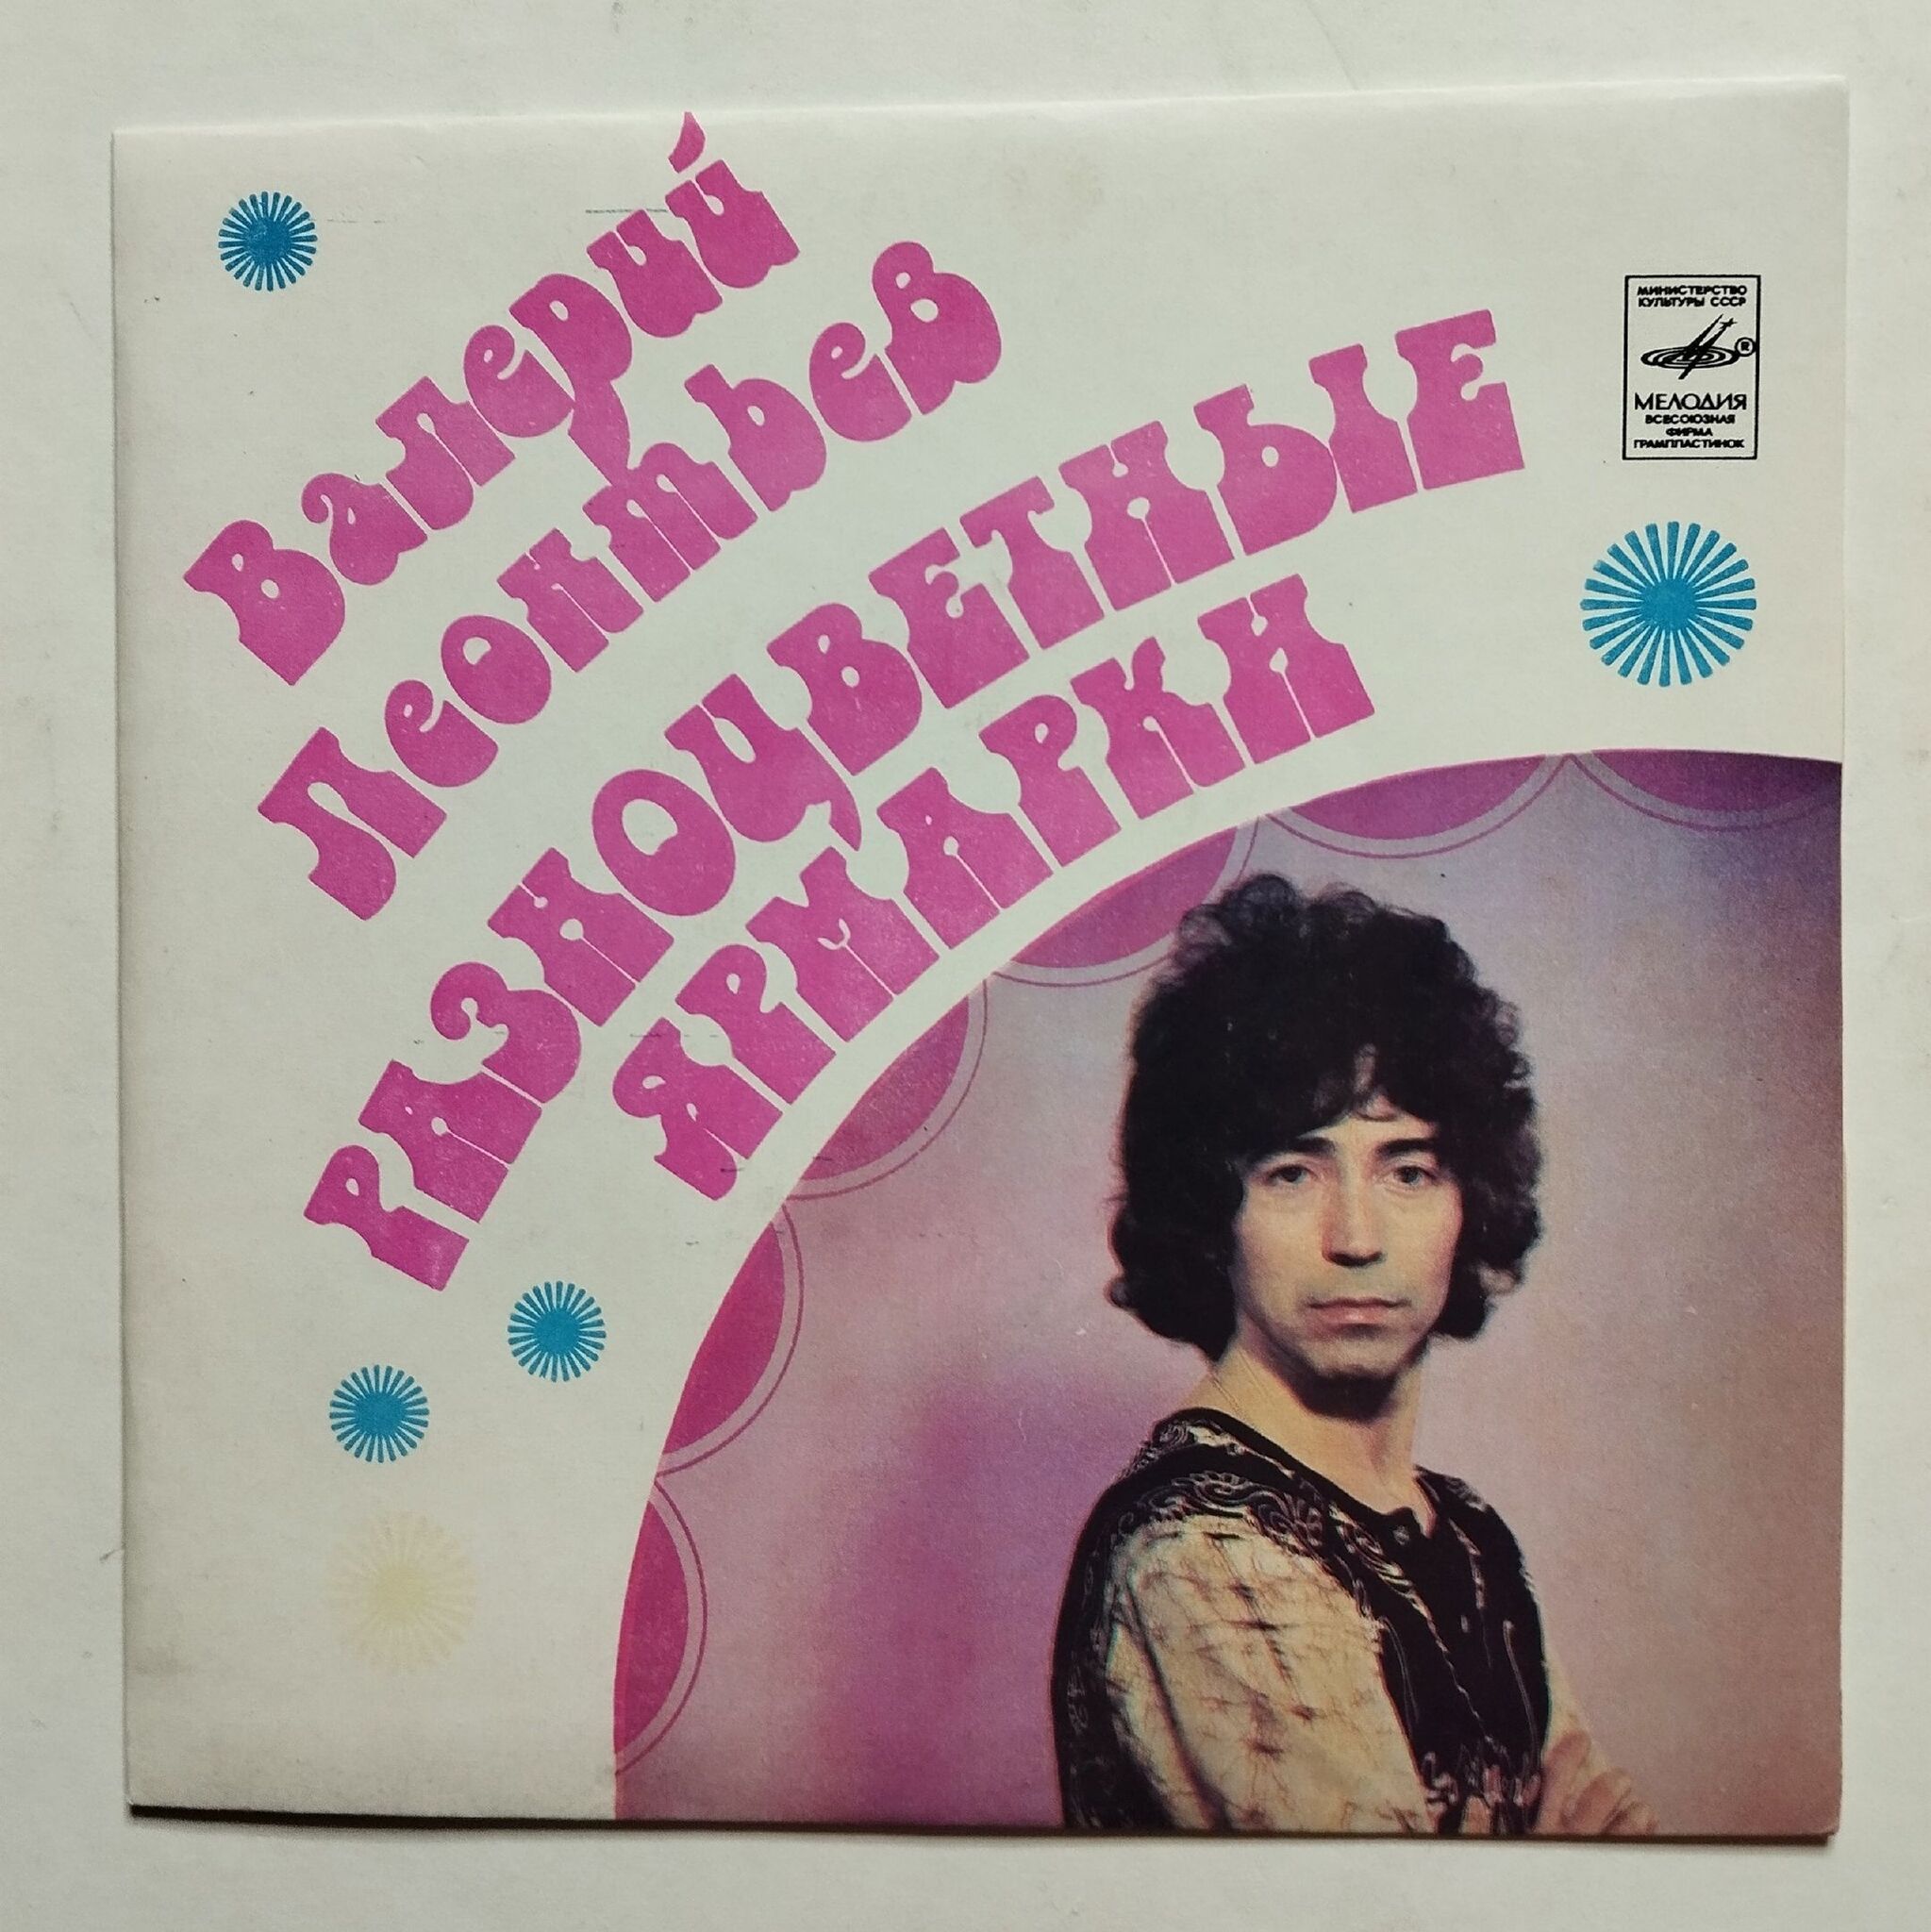 Валерий
Леонтьев
РАЗНОЦВЕТНЫЕ
ЯРМАРКИ
МИНИСТЕРСТВО
КУЛЬТУРЫ СССР
®
МЕЛОДИЯ
ВСЕСОЮЗНАЯ
ФИРМА
ГРАМПЛАСТИНОК